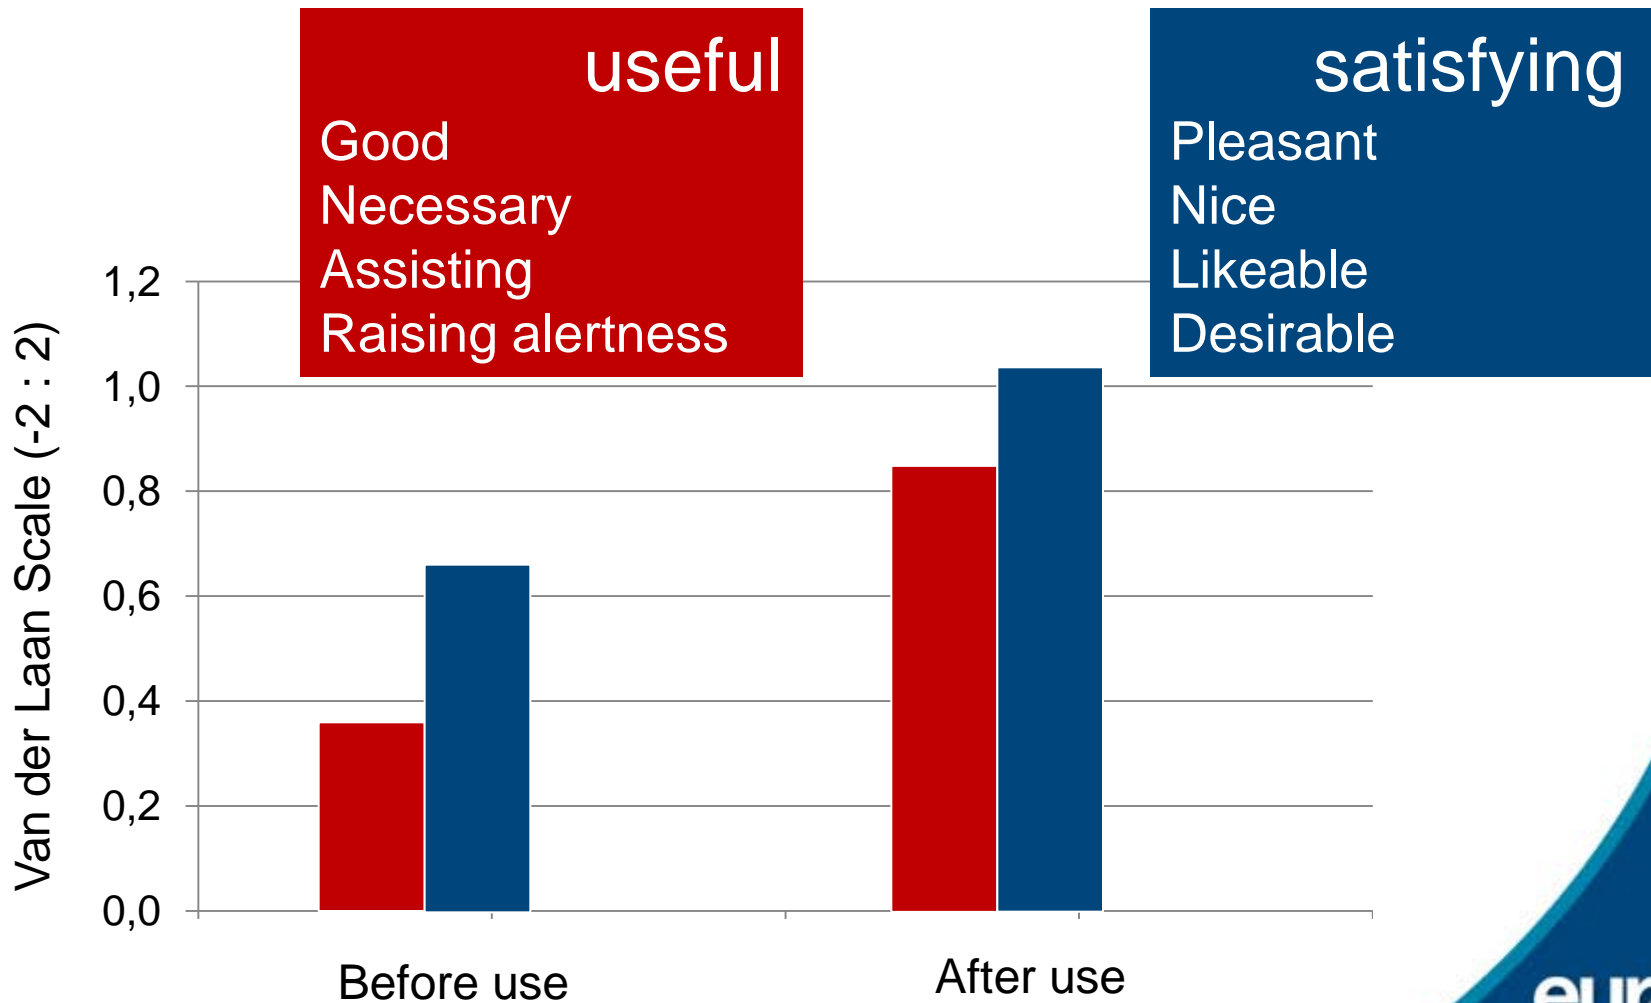 useful
Good
Necessary
Assisting
Raising alertness
satisfying
Pleasant
Nice
Likeable
Desirable
Van der Laan Scale (-2 : 2)
1,2
1,0
0,8
0,6
0,4
0,2
0,0
Before use
After use